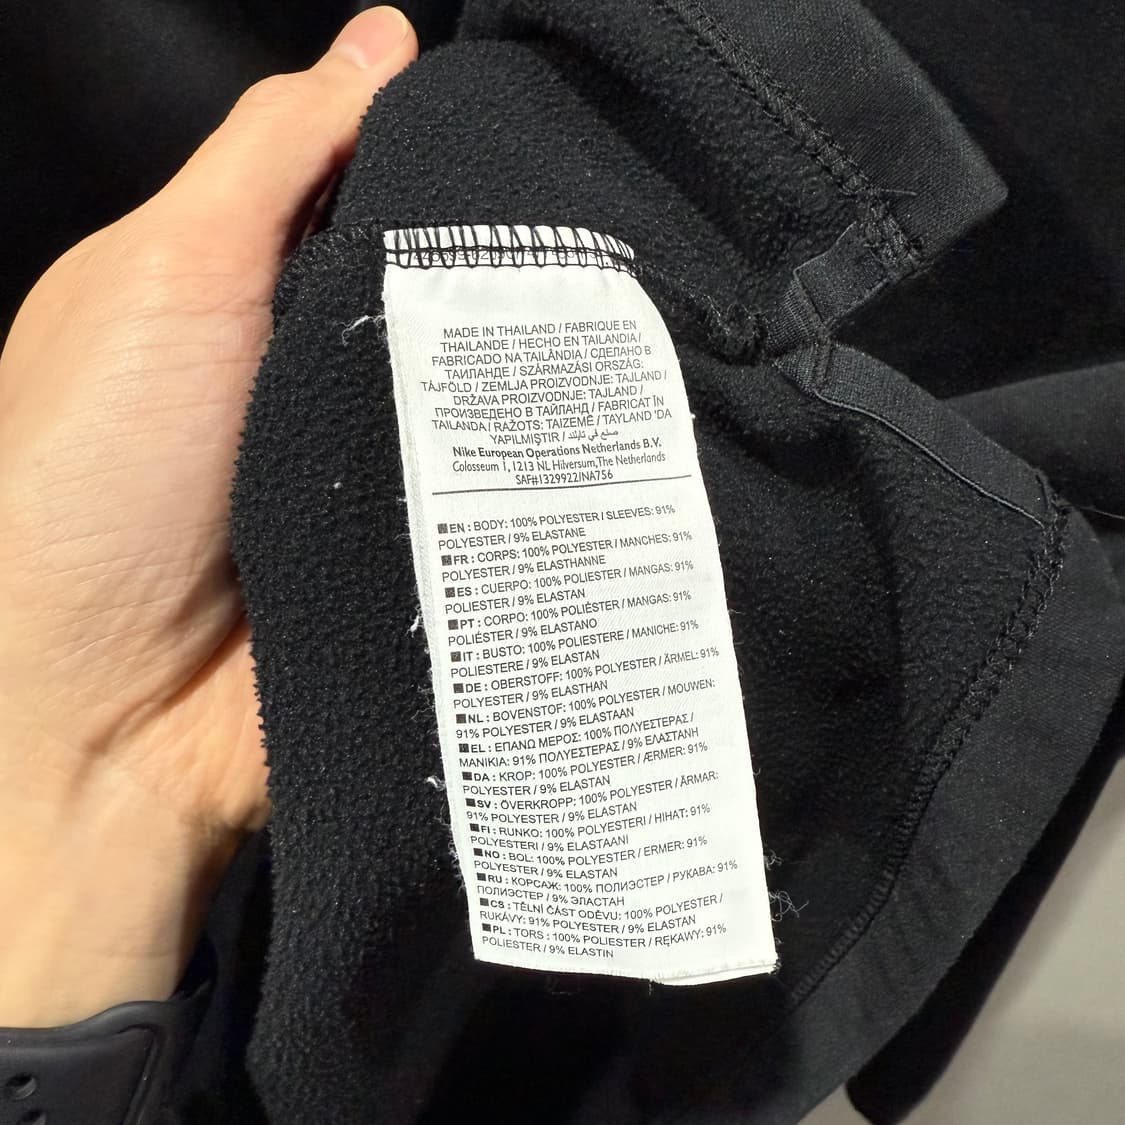 MADE IN THAILAND / FABRIQUE EN
THAILANDE / HECHO EN TAILANDIA /
FABRICADO NA TAILÂNDIA / СДЕЛАНО В
ТАИЛАНДЕ / SZÁRMAZÁSI ORSZÁG:
TÁJFÖLD / ZEMLJA PROIZVODNJE: TAJLAND /
DRŽAVA PROIZVODNJE: TAJLAND /
ПРОИЗВЕДЕНО В ТАЙЛАНД / FABRICAT ÎN
TAILANDA / RAŽOTS: TAIZEMĒ / TAYLAND 'DA
YAPILMIŞTIR / صنع في تايلند
Nike European Operations Netherlands B.V.
Colosseum 1, 1213 NL Hilversum,The Netherlands
SAF#1329922/NA756
EN : BODY: 100% POLYESTER / SLEEVES: 91%
POLYESTER / 9% ELASTANE
FR : CORPS: 100% POLYESTER / MANCHES: 91%
POLYESTER / 9% ELASTHANNE
ES : CUERPO: 100% POLIESTER / MANGAS: 91%
POLIESTER / 9% ELASTAN
PT : CORPO: 100% POLIÉSTER / MANGAS: 91%
POLIÉSTER / 9% ELASTANO
IT : BUSTO: 100% POLIESTERE / MANICHE: 91%
POLIESTERE / 9% ELASTAN
DE : OBERSTOFF: 100% POLYESTER / ÄRMEL: 91%
POLYESTER / 9% ELASTHAN
NL : BOVENSTOF: 100% POLYESTER / MOUWEN:
91% POLYESTER / 9% ELASTAAN
EL : ΕΠΑΝΩ ΜΕΡΟΣ: 100% ΠΟΛΥΕΣΤΕΡΑΣ /
ΜΑΝΙΚΙΑ: 91% ΠΟΛΥΕΣΤΕΡΑΣ / 9% ΕΛΑΣΤΑΝΗ
DA : KROP: 100% POLYESTER / ÆRMER: 91%
POLYESTER / 9% ELASTAN
SV : ÖVERKROPP: 100% POLYESTER / ÄRMAR:
91% POLYESTER / 9% ELASTAN
FI : RUNKO: 100% POLYESTERI / HIHAT: 91%
POLYESTERI / 9% ELASTAANI
NO : BOL: 100% POLYESTER / ERMER: 91%
POLYESTER / 9% ELASTAN
RU : КОРСАЖ: 100% ПОЛИЭСТЕР / РУКАВА: 91%
ПОЛИЭСТЕР / 9% ЭЛАСТАН
CS : TĚLNÍ ČÁST ODĚVU: 100% POLYESTER /
RUKÁVY: 91% POLYESTER / 9% ELASTAN
PL : TORS : 100% POLIESTER / RĘKAWY: 91%
POLIESTER / 9% ELASTIN